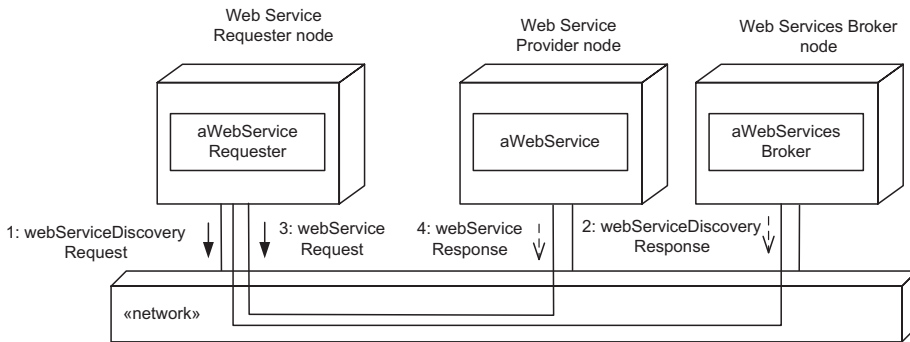 Web Service
Requester node
Web Service
Provider node
Web Services Broker
node
aWebService
Requester
aWebService
aWebServices
Broker
1: webServiceDiscovery
Request
3: webService
Request
4: webService
Response
2: webServiceDiscovery
Response
«network»